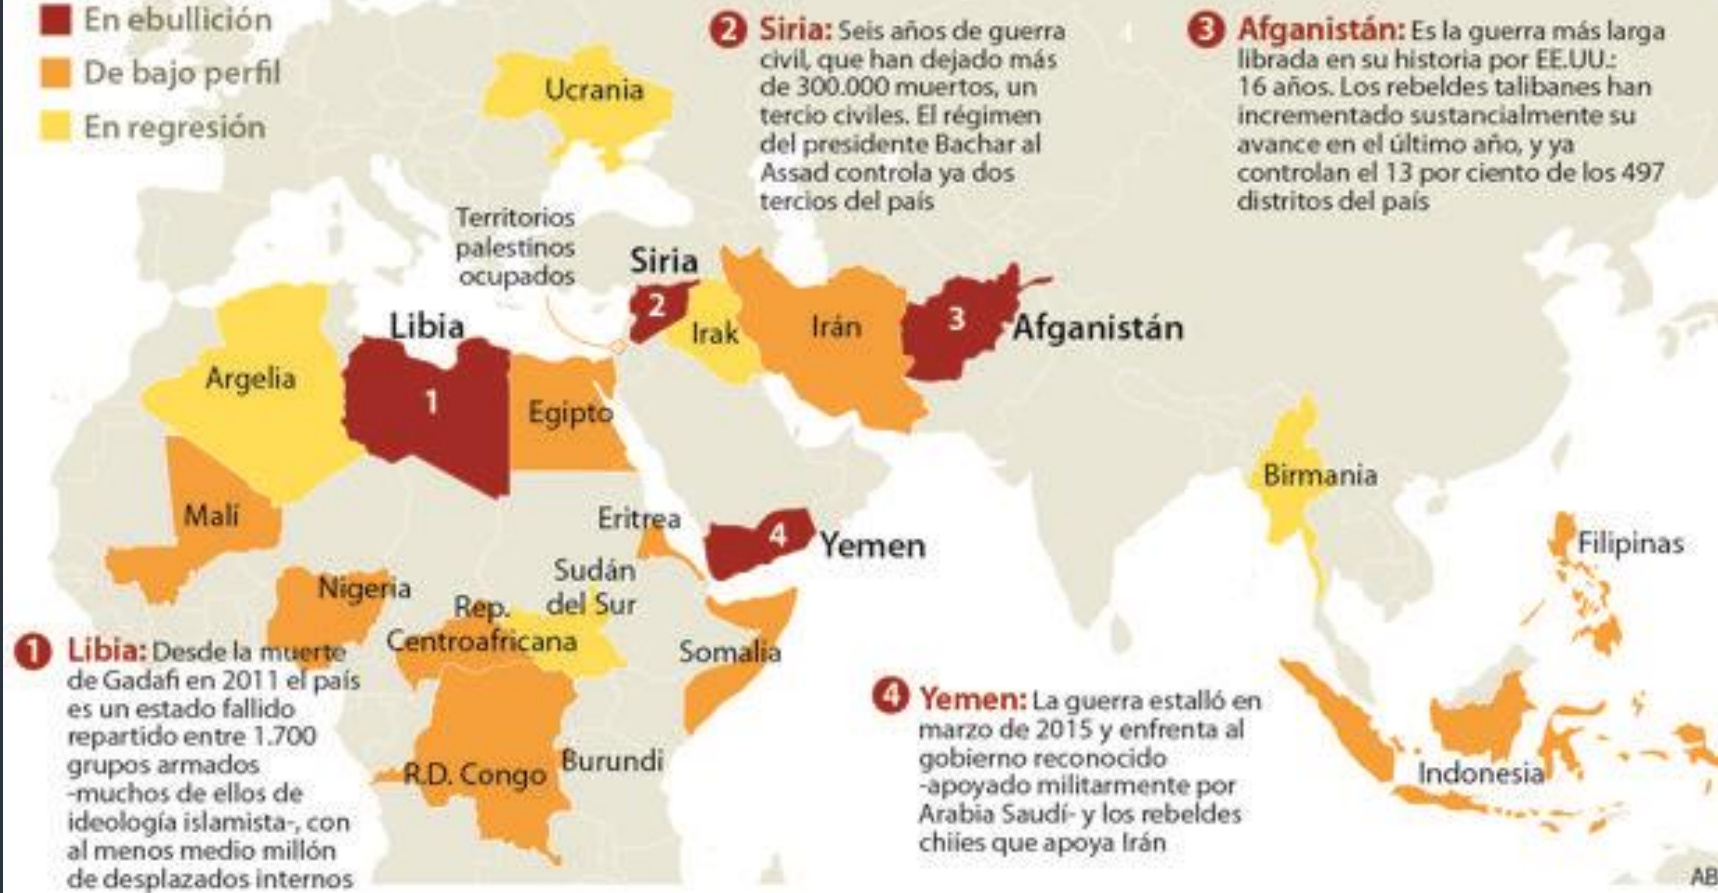 En ebullición
De bajo perfil
En regresión
2 Siria: Seis años de guerra
civil, que han dejado más
de 300.000 muertos, un
tercio civiles. El régimen
del presidente Bachar al
Assad controla ya dos
tercios del país
3 Afganistán: Es la guerra más larga
librada en su historia por EE.UU.:
16 años. Los rebeldes talibanes han
incrementado sustancialmente su
avance en el último año, y ya
controlan el 13 por ciento de los 497
distritos del país
4
Ucrania
Territorios
palestinos
ocupados
Siria
2
Irak
Irán
3
Afganistán
Libia
1
Argelia
Egipto
Malí
Nigeria
Eritrea
4
Yemen
Sudán
del Sur
Rep.
Centroafricana
Somalia
R.D. Congo
Burundi
Birmania
Filipinas
Indonesia
1 Libia: Desde la muerte
de Gadafi en 2011 el país
es un estado fallido
repartido entre 1.700
grupos armados
-muchos de ellos de
ideología islamista-, con
al menos medio millón
de desplazados internos
4 Yemen: La guerra estalló en
marzo de 2015 y enfrenta al
gobierno reconocido
-apoyado militarmente por
Arabia Saudí- y los rebeldes
chiíes que apoya Irán
AB